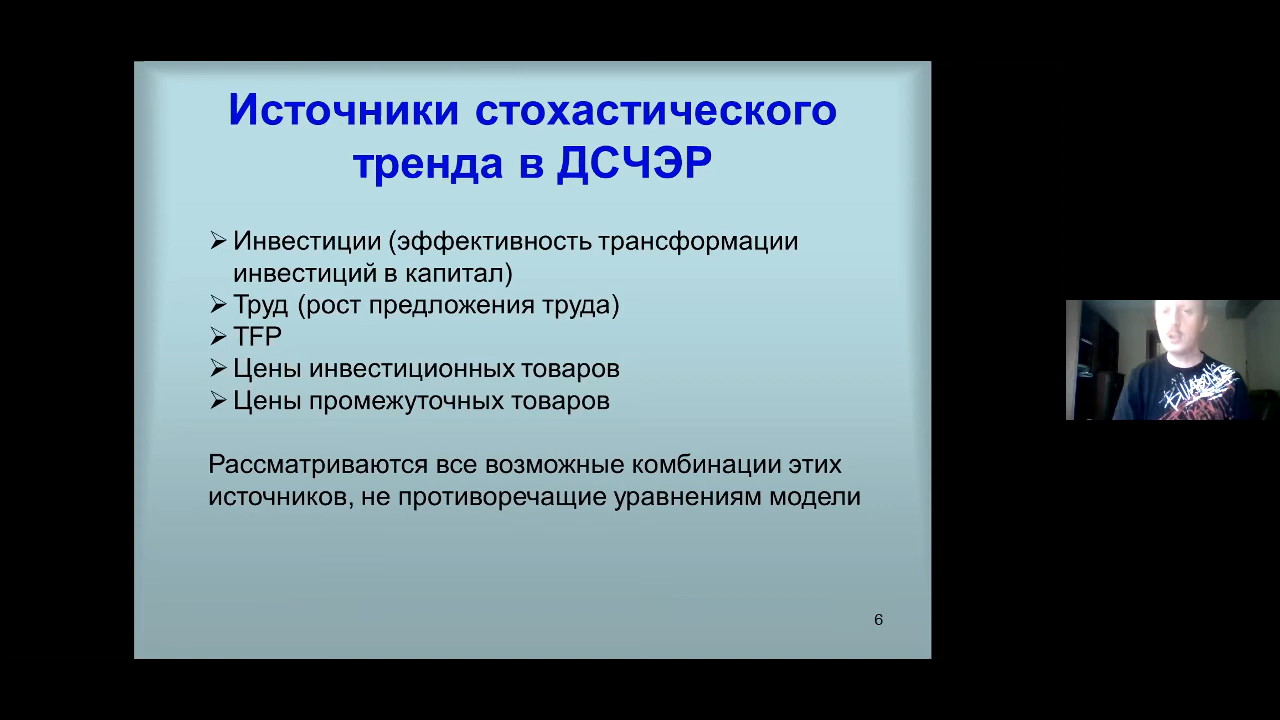 Источники стохастического
тренда в ДСЧЭР
➢ Инвестиции (эффективность трансформации
инвестиций в капитал)
➢ Труд (рост предложения труда)
➢ TFP
➢ Цены инвестиционных товаров
➢ Цены промежуточных товаров
Рассматриваются все возможные комбинации этих
источников, не противоречащие уравнениям модели
6